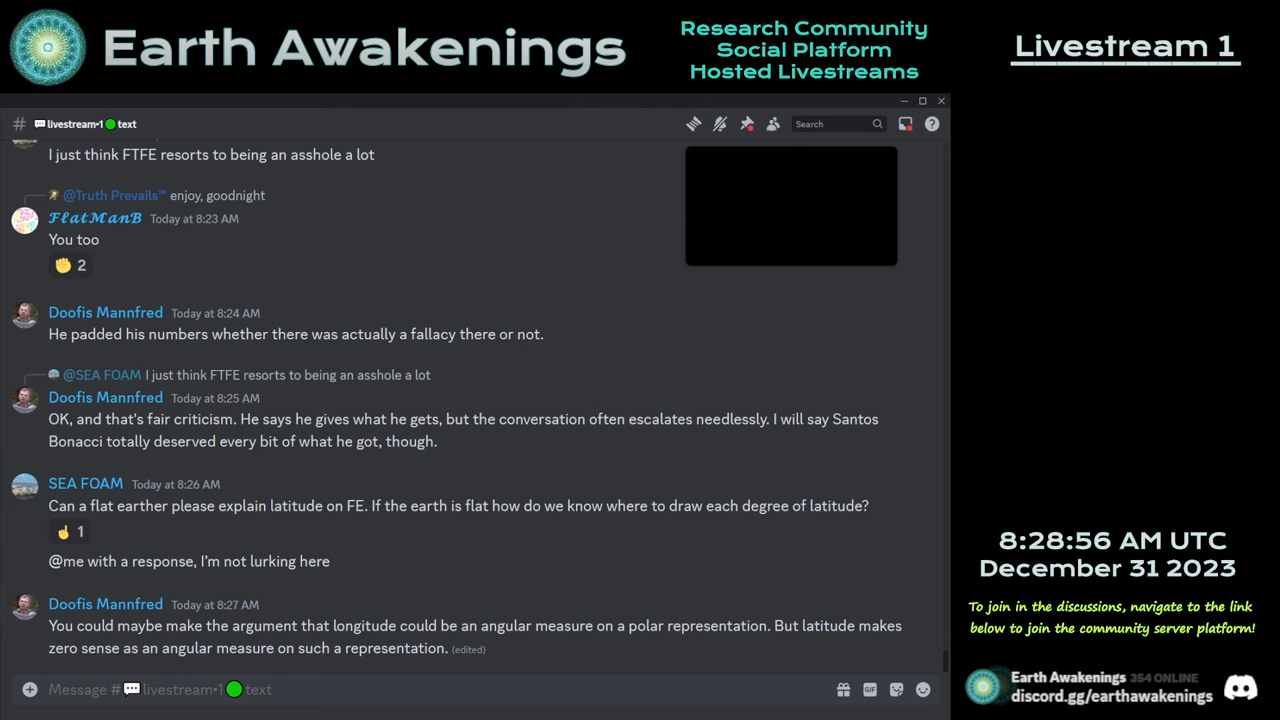 Earth Awakenings
Research Community
Social Platform
Hosted Livestreams
Livestream 1
# 💬livestream•1🟢text
Search
I just think FTFE resorts to being an asshole a lot
@Truth Prevails™ enjoy, goodnight
𝓕𝓵𝓪𝓽𝓜𝓪𝓷𝓑 Today at 8:23 AM
You too
✊ 2
Doofis Mannfred Today at 8:24 AM
He padded his numbers whether there was actually a fallacy there or not.
@SEA FOAM I just think FTFE resorts to being an asshole a lot
Doofis Mannfred Today at 8:25 AM
OK, and that's fair criticism. He says he gives what he gets, but the conversation often escalates needlessly. I will say Santos
Bonacci totally deserved every bit of what he got, though.
SEA FOAM Today at 8:26 AM
Can a flat earther please explain latitude on FE. If the earth is flat how do we know where to draw each degree of latitude?
☝ 1
@me with a response, I'm not lurking here
Doofis Mannfred Today at 8:27 AM
You could maybe make the argument that longitude could be an angular measure on a polar representation. But latitude makes
zero sense as an angular measure on such a representation. (edited)
Message #💬livestream•1🟢text
GIF
8:28:56 AM UTC
December 31 2023
To join in the discussions, navigate to the link
below to join the community server platform!
Earth Awakenings 354 ONLINE
discord.gg/earthawakenings